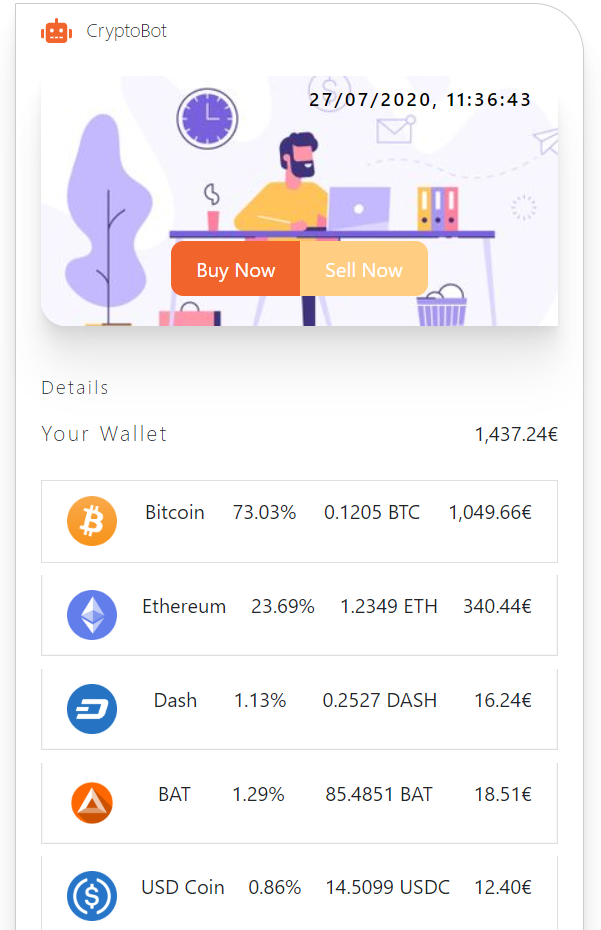 CryptoBot
27/07/2020, 11:36:43
Buy Now Sell Now
Details
Your Wallet 1,437.24€
Bitcoin 73.03% 0.1205 BTC 1,049.66€
Ethereum 23.69% 1.2349 ETH 340.44€
Dash 1.13% 0.2527 DASH 16.24€
BAT 1.29% 85.4851 BAT 18.51€
USD Coin 0.86% 14.5099 USDC 12.40€